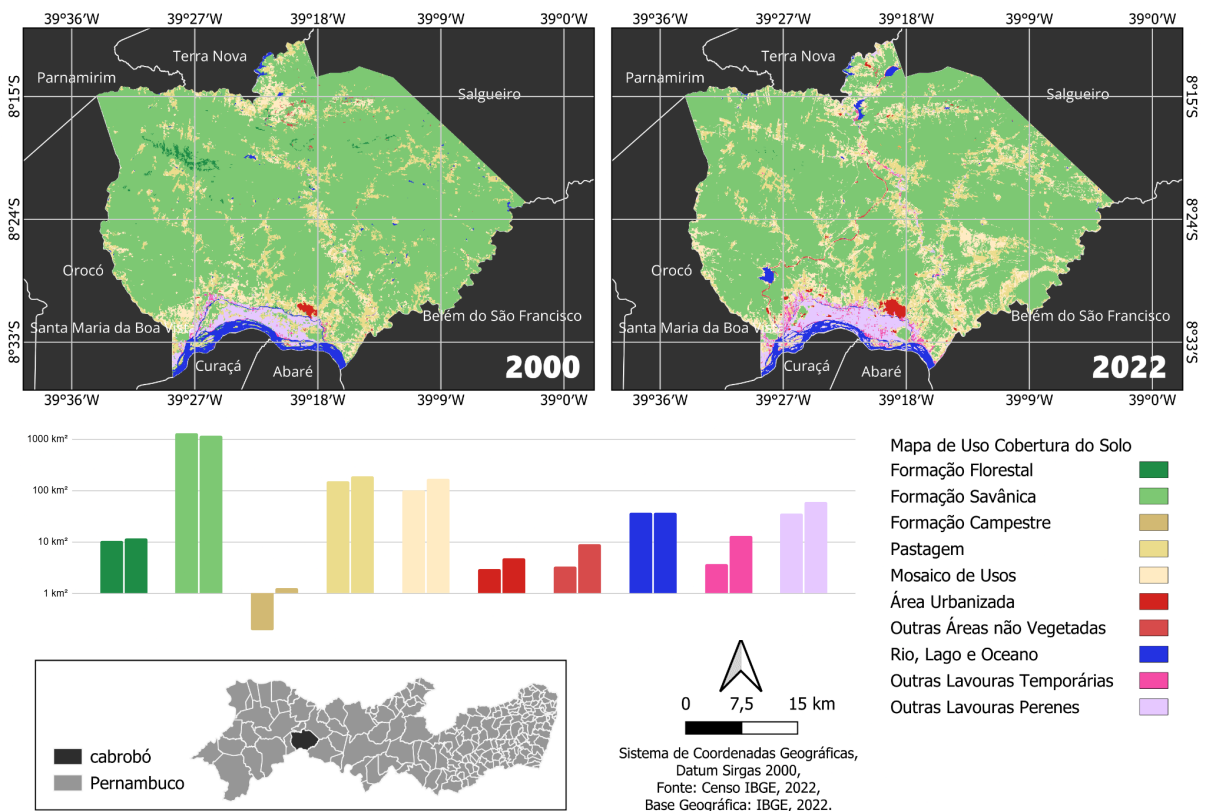 39°36'W 39°27'W 39°18'W 39°9'W 39°0'W
39°36'W 39°27'W 39°18'W 39°9'W 39°0'W
8°15'S
8°24'S
8°33'S
Terra Nova
Parnamirim
Salgueiro
Orocó
Santa Maria da Boa Vis
Belém do São Francisco
Curaçá
Abaré
2000
Terra Nova
Parnamirim
Salgueiro
Orocó
Santa Maria da Boa Vis
Belém do São Francisco
Curaçá
Abaré
2022
8°15'S
8°24'S
8°33'S
39°36'W 39°27'W 39°18'W 39°9'W 39°0'W
39°36'W 39°27'W 39°18'W 39°9'W 39°0'W
1000 km²
100 km²
10 km²
1 km²
Mapa de Uso Cobertura do Solo
Formação Florestal
Formação Savânica
Formação Campestre
Pastagem
Mosaico de Usos
Área Urbanizada
Outras Áreas não Vegetadas
Rio, Lago e Oceano
Outras Lavouras Temporárias
Outras Lavouras Perenes
cabrobó
Pernambuco
0 7,5 15 km
Sistema de Coordenadas Geográficas,
Datum Sirgas 2000,
Fonte: Censo IBGE, 2022,
Base Geográfica: IBGE, 2022.